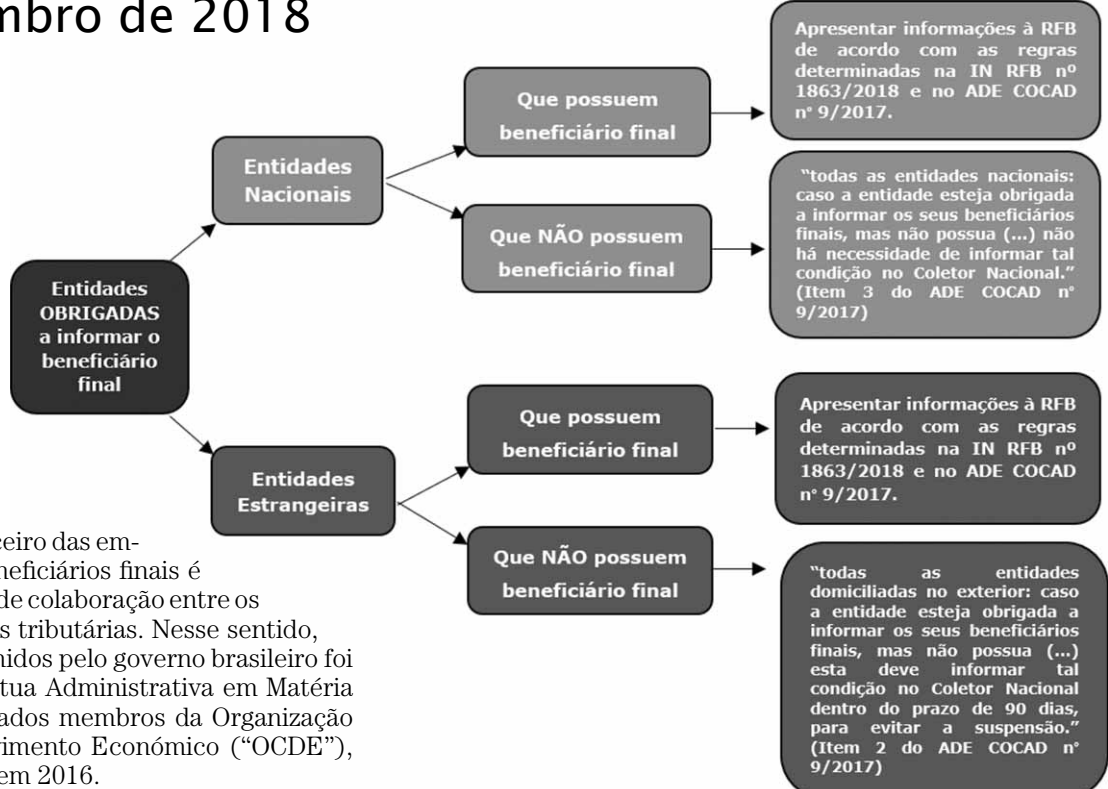 mbro de 2018
Entidades
OBRIGADAS
a informar o
beneficiário
final
Entidades
Nacionais
Que possuem
beneficiário final
Apresentar informações à RFB
de acordo com as regras
determinadas na IN RFB nº
1863/2018 e no ADE COCAD
n° 9/2017.
Que NÃO possuem
beneficiário final
"todas as entidades nacionais:
caso a entidade esteja obrigada
a informar os seus beneficiários
finais, mas não possua (...) não
há necessidade de informar tal
condição no Coletor Nacional."
(Item 3 do ADE COCAD n°
9/2017)
Entidades
Estrangeiras
Que possuem
beneficiário final
Apresentar informações à RFB
de acordo com as regras
determinadas na IN RFB nº
1863/2018 e no ADE COCAD
n° 9/2017.
Que NÃO possuem
beneficiário final
"todas as entidades
domiciliadas no exterior: caso
a entidade esteja obrigada a
informar os seus beneficiários
finais, mas não possua (...)
esta deve informar tal
condição no Coletor Nacional
dentro do prazo de 90 dias,
para evitar a suspensão."
(Item 2 do ADE COCAD n°
9/2017)
ceiro das em-
neficiários finais é
de colaboração entre os
s tributárias. Nesse sentido,
nidos pelo governo brasileiro foi
tua Administrativa em Matéria
ados membros da Organização
vimento Económico ("OCDE"),
em 2016.